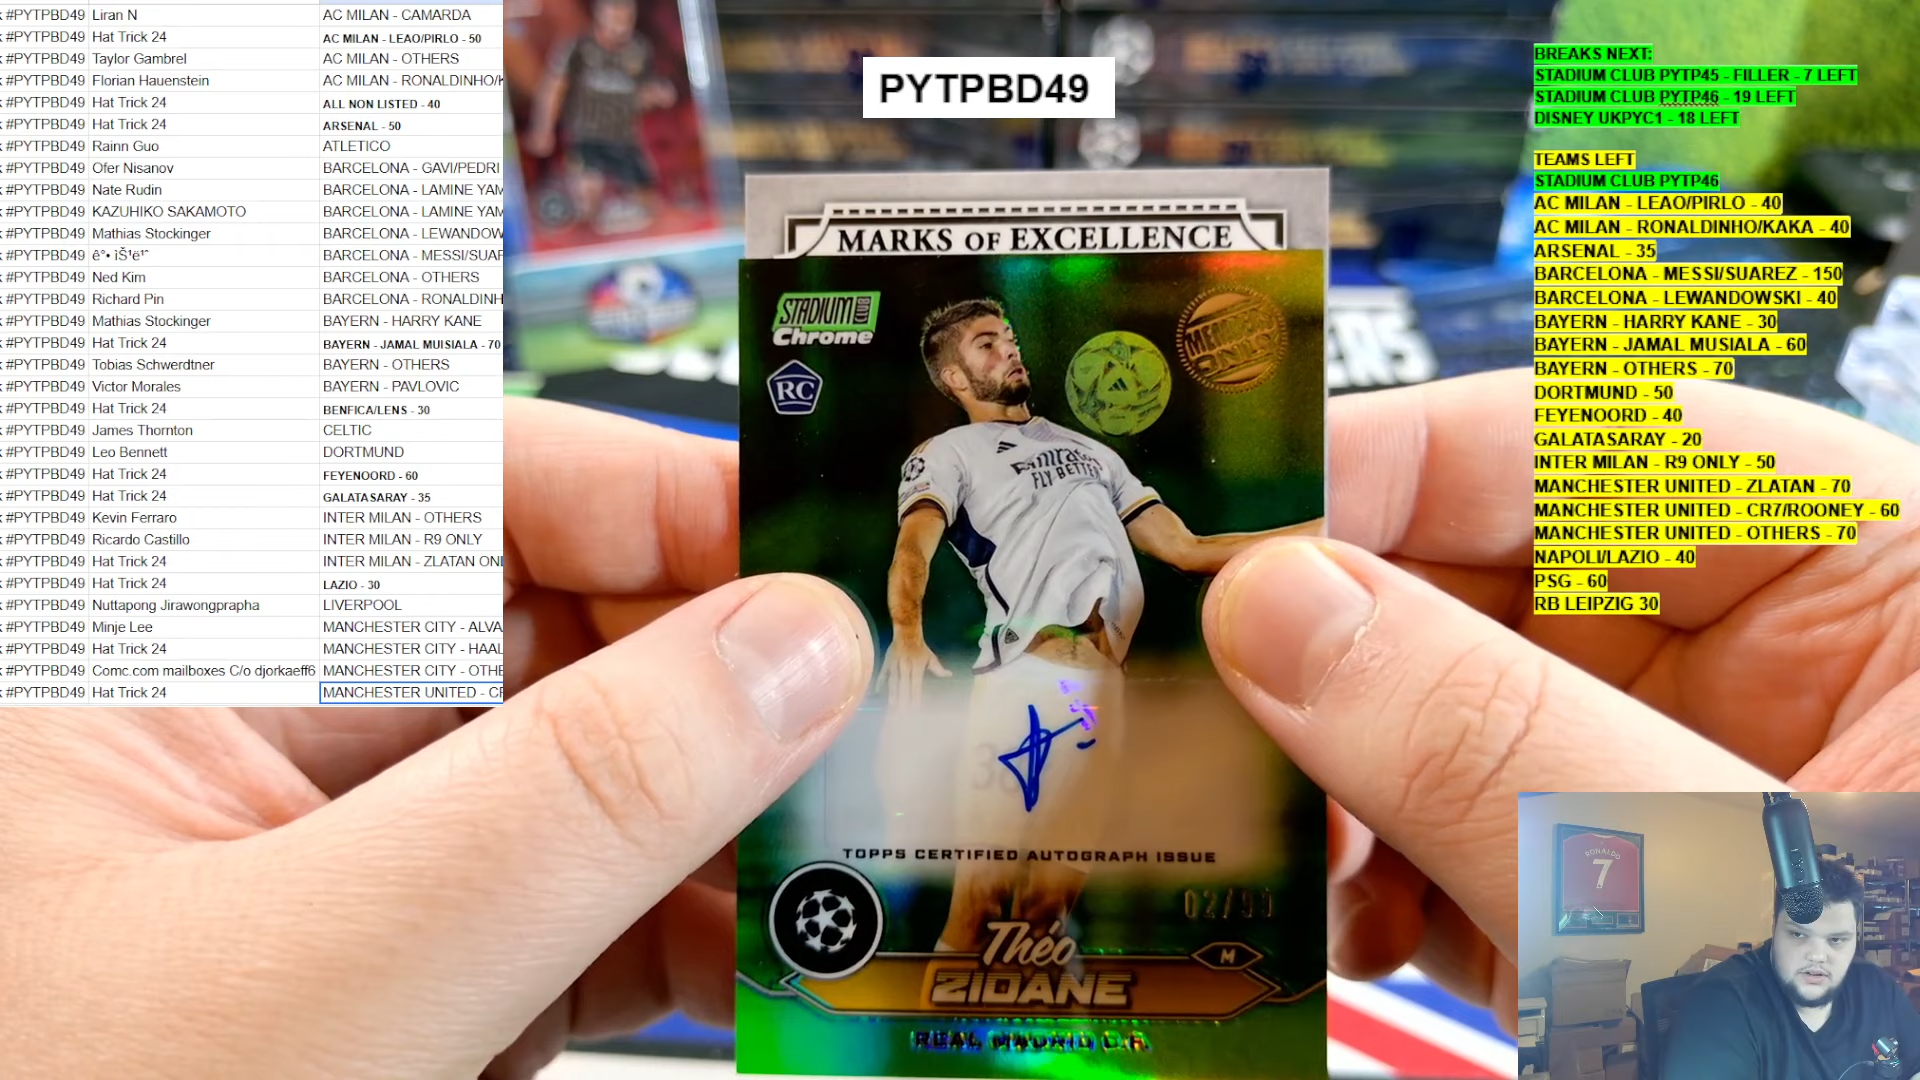 #PYTPBD49 Liran N AC MILAN - CAMARDA
#PYTPBD49 Hat Trick 24 AC MILAN - LEAO/PIRLO - 50
#PYTPBD49 Taylor Gambrel AC MILAN - OTHERS
#PYTPBD49 Florian Hauenstein AC MILAN - RONALDINHO/K
#PYTPBD49 Hat Trick 24 ALL NON LISTED - 40
#PYTPBD49 Hat Trick 24 ARSENAL - 50
#PYTPBD49 Rainn Guo ATLETICO
#PYTPBD49 Ofer Nisanov BARCELONA - GAVI/PEDRI
#PYTPBD49 Nate Rudin BARCELONA - LAMINE YAM
#PYTPBD49 KAZUHIKO SAKAMOTO BARCELONA - LAMINE YAM
#PYTPBD49 Mathias Stockinger BARCELONA - LEWANDOW
#PYTPBD49 BARCELONA - MESSI/SUAR
#PYTPBD49 Ned Kim BARCELONA - OTHERS
#PYTPBD49 Richard Pin BARCELONA - RONALDINH
#PYTPBD49 Mathias Stockinger BAYERN - HARRY KANE
#PYTPBD49 Hat Trick 24 BAYERN - JAMAL MUISIALA - 70
#PYTPBD49 Tobias Schwerdtner BAYERN - OTHERS
#PYTPBD49 Victor Morales BAYERN - PAVLOVIC
#PYTPBD49 Hat Trick 24 BENFICA/LENS - 30
#PYTPBD49 James Thornton CELTIC
#PYTPBD49 Leo Bennett DORTMUND
#PYTPBD49 Hat Trick 24 FEYENOORD - 60
#PYTPBD49 Hat Trick 24 GALATASARAY - 35
#PYTPBD49 Kevin Ferraro INTER MILAN - OTHERS
#PYTPBD49 Ricardo Castillo INTER MILAN - R9 ONLY
#PYTPBD49 Hat Trick 24 INTER MILAN - ZLATAN ONL
#PYTPBD49 Hat Trick 24 LAZIO - 30
#PYTPBD49 Nuttapong Jirawongprapha LIVERPOOL
#PYTPBD49 Minje Lee MANCHESTER CITY - ALVA
#PYTPBD49 Hat Trick 24 MANCHESTER CITY - HAAL
#PYTPBD49 Comc.com mailboxes C/o djorkaeff6 MANCHESTER CITY - OTHE
#PYTPBD49 Hat Trick 24 MANCHESTER UNITED - CR
PYTPBD49
MARKS OF EXCELLENCE
STADIUM CLUB
Chrome
MEMBERS ONLY
RC
Emirates
FLY BETTER
TOPPS CERTIFIED AUTOGRAPH ISSUE
02/99
Théo
ZIDANE
M
REAL MADRID C.F.
BREAKS NEXT:
STADIUM CLUB PYTP45 - FILLER - 7 LEFT
STADIUM CLUB PYTP46 - 19 LEFT
DISNEY UKPYC1 - 18 LEFT
TEAMS LEFT
STADIUM CLUB PYTP46
AC MILAN - LEAO/PIRLO - 40
AC MILAN - RONALDINHO/KAKA - 40
ARSENAL - 35
BARCELONA - MESSI/SUAREZ - 150
BARCELONA - LEWANDOWSKI - 40
BAYERN - HARRY KANE - 30
BAYERN - JAMAL MUSIALA - 60
BAYERN - OTHERS - 70
DORTMUND - 50
FEYENOORD - 40
GALATASARAY - 20
INTER MILAN - R9 ONLY - 50
MANCHESTER UNITED - ZLATAN - 70
MANCHESTER UNITED - CR7/ROONEY - 60
MANCHESTER UNITED - OTHERS - 70
NAPOLI/LAZIO - 40
PSG - 60
RB LEIPZIG 30
RONALDO
7